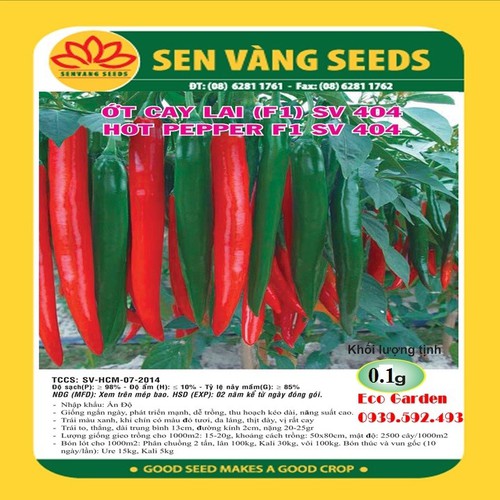 SEN VÀNG SEEDS
SENVANG SEEDS
ĐT: (08) 6281 1761 - Fax: (08) 6281 1762
ỚT CAY LAI (F1) SV 404
HOT PEPPER F1 SV 404
Khối lượng tịnh
0.1g
Eco Garden
0939.592.493
TCCS: SV-HCM-07-2014
Độ sạch(P): ≥ 98% - Độ ẩm (H): ≤ 10% - Tỷ lệ nảy mầm(G): ≥ 85%
NDG (MFD): Xem trên mép bao. HSD (EXP): 02 năm kể từ ngày đóng gói.
- Nhập khẩu: Ấn Độ
- Giống ngắn ngày, phát triển mạnh, dễ trồng, thu hoạch kéo dài, năng suất cao.
- Trái màu xanh, khi chín có màu đỏ tươi, da láng, thịt dày, vị rất cay
- Trái to, thẳng, dài trung bình 13cm, đường kính 2cm, nặng 20-25gr
- Lượng giống gieo trồng cho 1000m2: 15-20g, khoảng cách trồng: 50x80cm, mật độ: 2500 cây/1000m2
- Bón lót cho 1000m2: Phân chuồng 2 tấn, lân 100kg, Kali 30kg, vôi 100kg. Bón thúc và vun gốc (10
ngày/lần): Ure 15kg, Kali 5kg
• GOOD SEED MAKES A GOOD CROP •